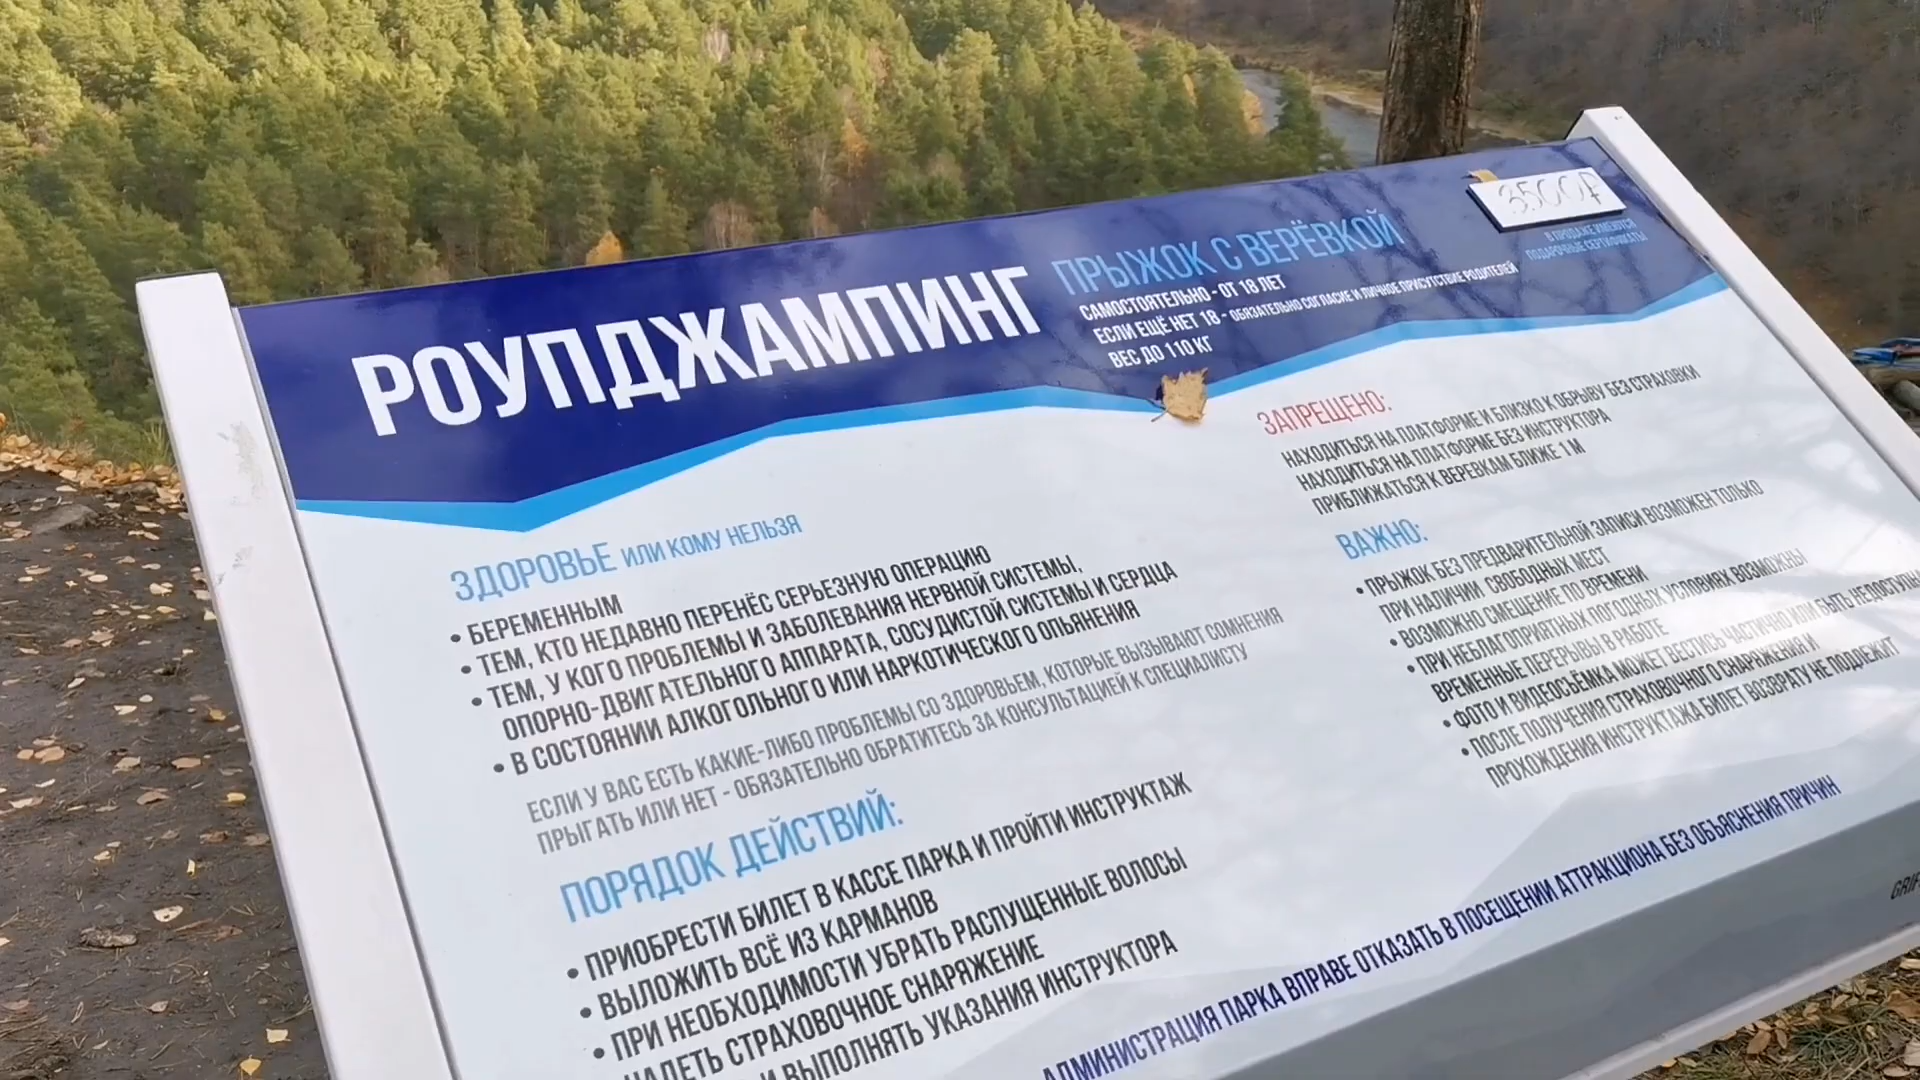 РОУПДЖАМПИНГ
ПРЫЖОК С ВЕРЁВКОЙ
САМОСТОЯТЕЛЬНО - ОТ 18 ЛЕТ
ЕСЛИ ЕЩЁ НЕТ 18 - ОБЯЗАТЕЛЬНО СОГЛАСИЕ И ЛИЧНОЕ ПРИСУТСТВИЕ РОДИТЕЛЕЙ
ВЕС ДО 110 КГ
3500₽
В ПРОДАЖЕ ИМЕЮТСЯ
ПОДАРОЧНЫЕ СЕРТИФИКАТЫ
ЗДОРОВЬЕ ИЛИ КОМУ НЕЛЬЗЯ
• БЕРЕМЕННЫМ
• ТЕМ, КТО НЕДАВНО ПЕРЕНЁС СЕРЬЕЗНУЮ ОПЕРАЦИЮ
• ТЕМ, У КОГО ПРОБЛЕМЫ И ЗАБОЛЕВАНИЯ НЕРВНОЙ СИСТЕМЫ,
ОПОРНО-ДВИГАТЕЛЬНОГО АППАРАТА, СОСУДИСТОЙ СИСТЕМЫ И СЕРДЦА
• В СОСТОЯНИИ АЛКОГОЛЬНОГО ИЛИ НАРКОТИЧЕСКОГО ОПЬЯНЕНИЯ
ЕСЛИ У ВАС ЕСТЬ КАКИЕ-ЛИБО ПРОБЛЕМЫ СО ЗДОРОВЬЕМ, КОТОРЫЕ ВЫЗЫВАЮТ СОМНЕНИЯ
ПРЫГАТЬ ИЛИ НЕТ - ОБЯЗАТЕЛЬНО ОБРАТИТЕСЬ ЗА КОНСУЛЬТАЦИЕЙ К СПЕЦИАЛИСТУ
ПОРЯДОК ДЕЙСТВИЙ:
• ПРИОБРЕСТИ БИЛЕТ В КАССЕ ПАРКА И ПРОЙТИ ИНСТРУКТАЖ
• ВЫЛОЖИТЬ ВСЁ ИЗ КАРМАНОВ
• ПРИ НЕОБХОДИМОСТИ УБРАТЬ РАСПУЩЕННЫЕ ВОЛОСЫ
НАДЕТЬ СТРАХОВОЧНОЕ СНАРЯЖЕНИЕ
И ВЫПОЛНЯТЬ УКАЗАНИЯ ИНСТРУКТОРА
ЗАПРЕЩЕНО:
НАХОДИТЬСЯ НА ПЛАТФОРМЕ И БЛИЗКО К ОБРЫВУ БЕЗ СТРАХОВКИ
НАХОДИТЬСЯ НА ПЛАТФОРМЕ БЕЗ ИНСТРУКТОРА
ПРИБЛИЖАТЬСЯ К ВЕРЕВКАМ БЛИЖЕ 1 М
ВАЖНО:
• ПРЫЖОК БЕЗ ПРЕДВАРИТЕЛЬНОЙ ЗАПИСИ ВОЗМОЖЕН ТОЛЬКО
ПРИ НАЛИЧИИ СВОБОДНЫХ МЕСТ
• ВОЗМОЖНО СМЕЩЕНИЕ ПО ВРЕМЕНИ
• ПРИ НЕБЛАГОПРИЯТНЫХ ПОГОДНЫХ УСЛОВИЯХ ВОЗМОЖНЫ
ВРЕМЕННЫЕ ПЕРЕРЫВЫ В РАБОТЕ
• ФОТО И ВИДЕОСЪЁМКА МОЖЕТ ВЕСТИСЬ ЧАСТИЧНО ИЛИ БЫТЬ НЕДОСТУПНА
• ПОСЛЕ ПОЛУЧЕНИЯ СТРАХОВОЧНОГО СНАРЯЖЕНИЯ И
ПРОХОЖДЕНИЯ ИНСТРУКТАЖА БИЛЕТ ВОЗВРАТУ НЕ ПОДЛЕЖИТ
АДМИНИСТРАЦИЯ ПАРКА ВПРАВЕ ОТКАЗАТЬ В ПОСЕЩЕНИИ АТТРАКЦИОНА БЕЗ ОБЪЯСНЕНИЯ ПРИЧИН